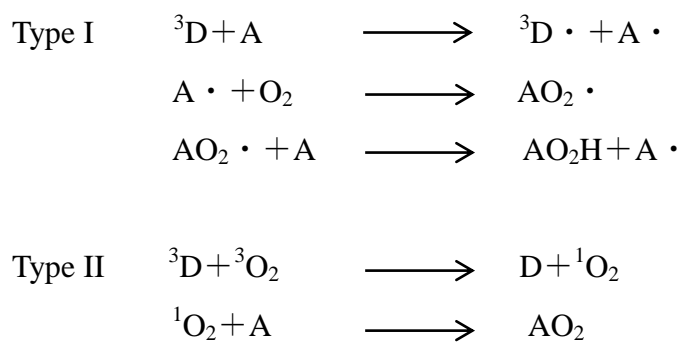 Type I ³D+A ⟶ ³D・+A・
A・+O₂ ⟶ AO₂・
AO₂・+A ⟶ AO₂H+A・
Type II ³D+³O₂ ⟶ D+¹O₂
¹O₂+A ⟶ AO₂